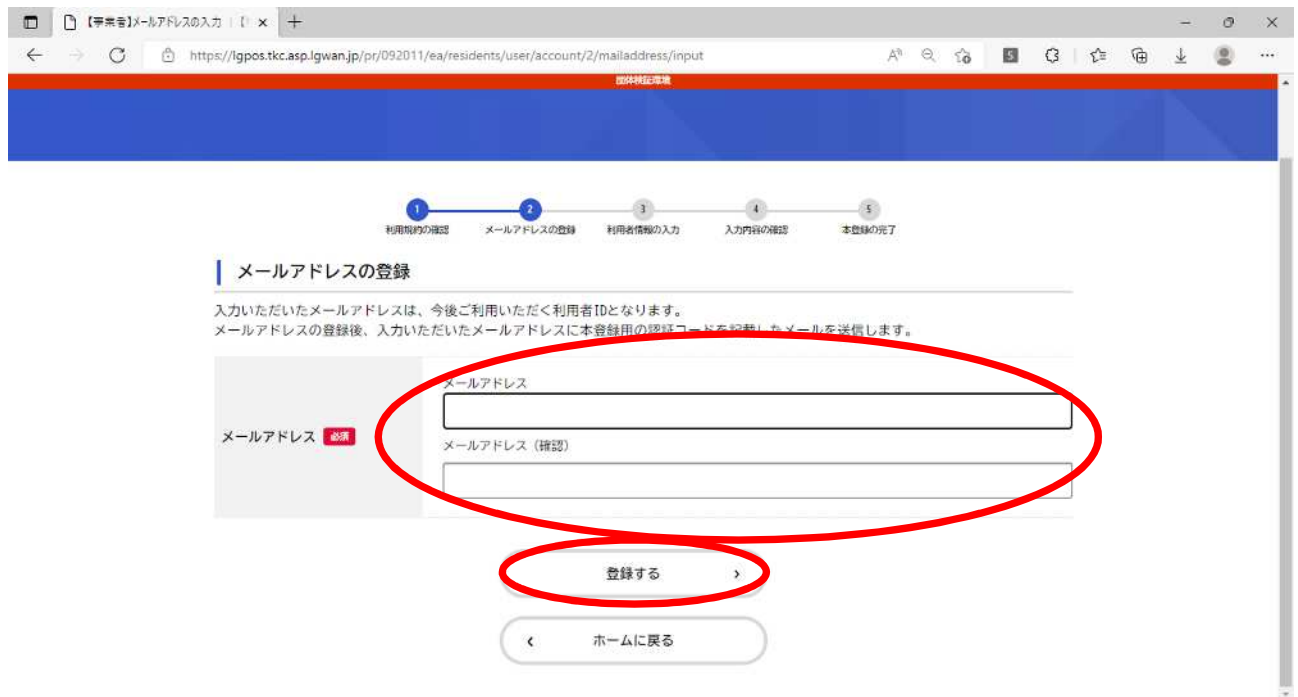 【事業者】メールアドレスの入力 | 【
https://lgpos.tkc.asp.lgwan.jp/pr/092011/ea/residents/user/account/2/mailaddress/input
団体検証環境
1 2 3 4 5
利用規約の確認 メールアドレスの登録 利用者情報の入力 入力内容の確認 本登録の完了
メールアドレスの登録
入力いただいたメールアドレスは、今後ご利用いただく利用者IDとなります。
メールアドレスの登録後、入力いただいたメールアドレスに本登録用の認証コードを記載したメールを送信します。
メールアドレス
メールアドレス 必須
メールアドレス（確認）
登録する
ホームに戻る